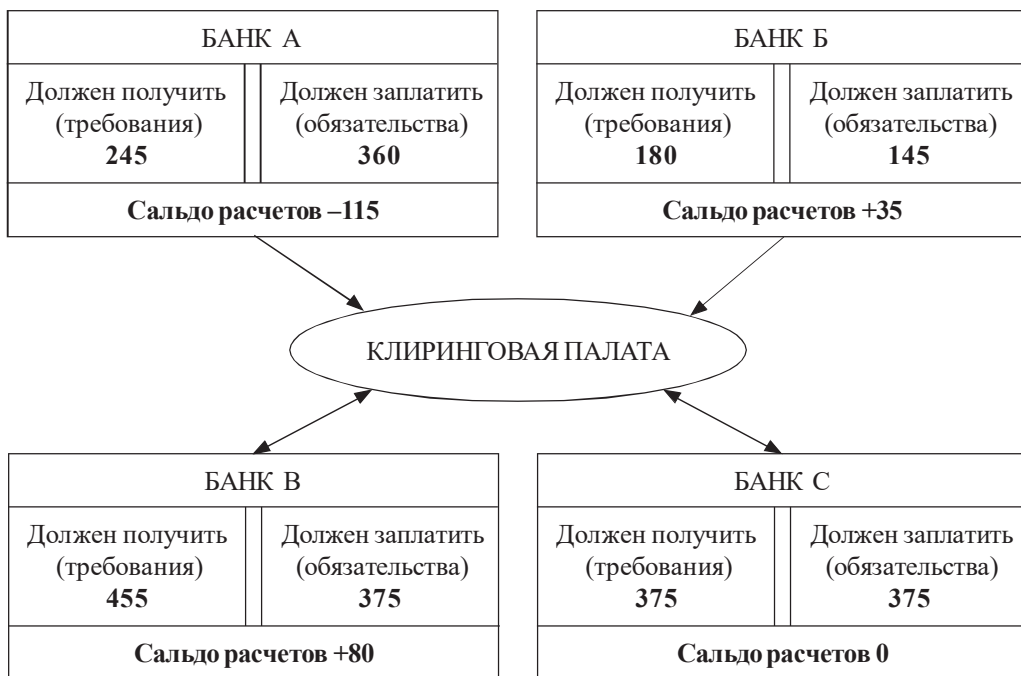 БАНК А
Должен получить
(требования)
245
Должен заплатить
(обязательства)
360
Сальдо расчетов –115
БАНК Б
Должен получить
(требования)
180
Должен заплатить
(обязательства)
145
Сальдо расчетов +35
КЛИРИНГОВАЯ ПАЛАТА
БАНК В
Должен получить
(требования)
455
Должен заплатить
(обязательства)
375
Сальдо расчетов +80
БАНК С
Должен получить
(требования)
375
Должен заплатить
(обязательства)
375
Сальдо расчетов 0